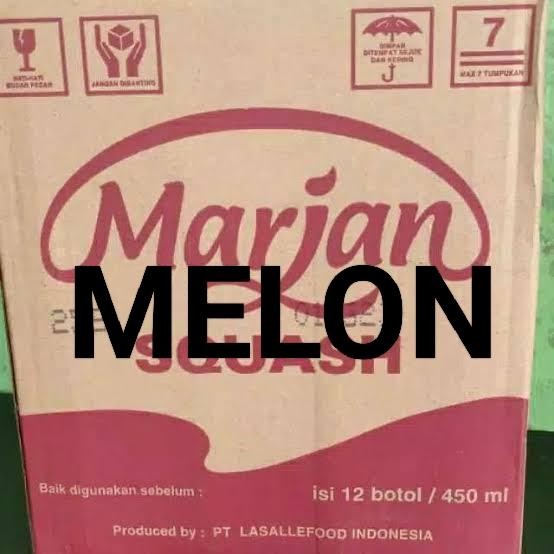 HATI-HATI
MUDAH PECAH
JANGAN DIBANTING
SIMPAN
DITEMPAT SEJUK
DAN KERING
7
MAX 7 TUMPUKAN
Marjan
MELON
SQUASH
Baik digunakan sebelum :
isi 12 botol / 450 ml
Produced by : PT LASALLEFOOD INDONESIA